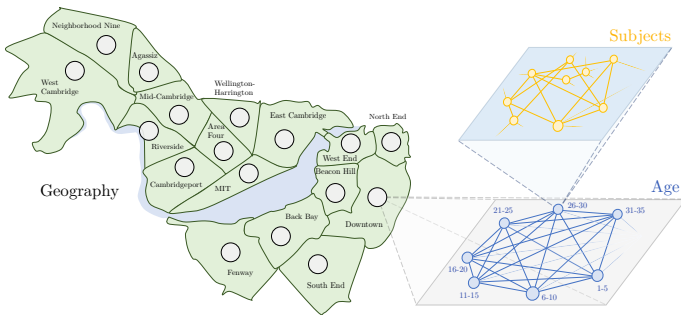 Neighborhood Nine
Subjects
Agassiz
West
Cambridge
Wellington-
Harrington
Mid-Cambridge
East Cambridge
North End
Area
Four
Riverside
West End
Beacon Hill
Cambridgeport
MIT
Geography
Age
26-30
21-25
31-35
Back Bay
Downtown
16-20
Fenway
South End
11-15
6-10
1-5